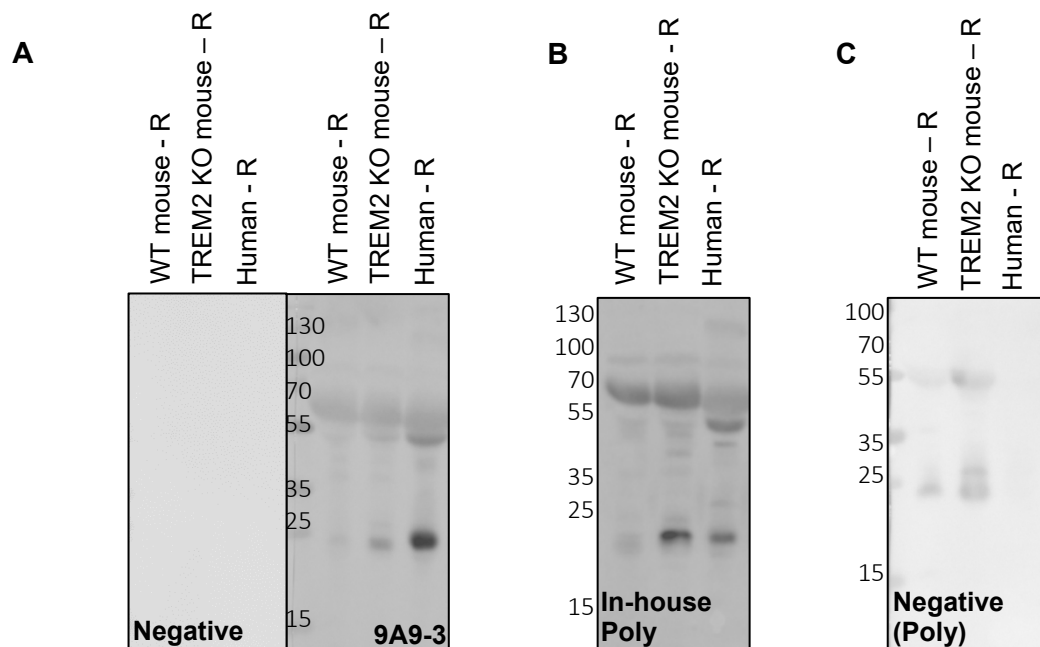 A
WT mouse - R
TREM2 KO mouse – R
Human - R
WT mouse - R
TREM2 KO mouse – R
Human - R
130
100
70
55
35
25
15
Negative
9A9-3
B
WT mouse - R
TREM2 KO mouse - R
Human - R
130
100
70
55
35
25
15
In-house
Poly
C
WT mouse – R
TREM2 KO mouse – R
Human - R
100
70
55
35
25
15
Negative
(Poly)